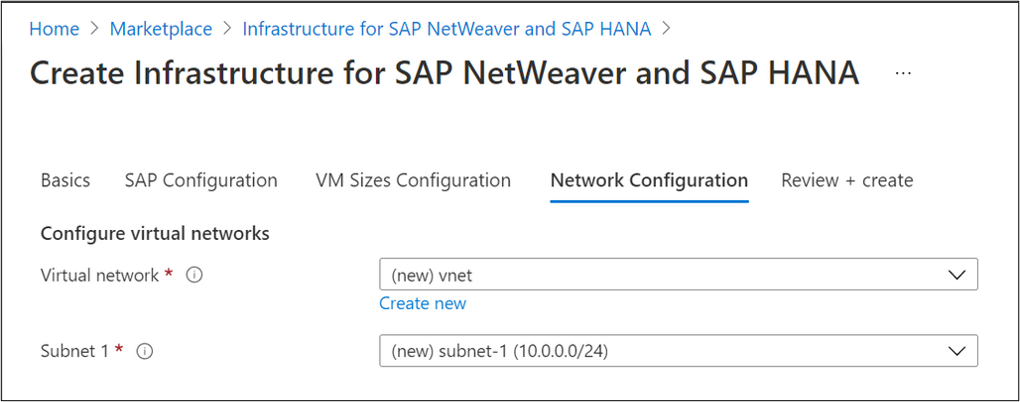 Home > Marketplace > Infrastructure for SAP NetWeaver and SAP HANA >
Create Infrastructure for SAP NetWeaver and SAP HANA ...
Basics SAP Configuration VM Sizes Configuration Network Configuration Review + create
Configure virtual networks
Virtual network * (new) vnet
Create new
Subnet 1 * (new) subnet-1 (10.0.0.0/24)